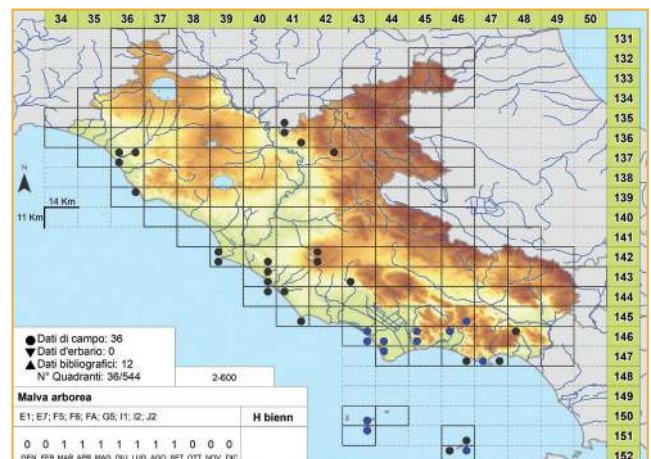 34 35 36 37 38 39 40 41 42 43 44 45 46 47 48 49 50
131
132
133
134
135
136
137
138
139
140
141
142
143
144
145
146
147
148
149
150
151
152
N
14 Km
11 Km
Dati di campo: 36
Dati d'erbario: 0
Dati bibliografici: 12
N° Quadranti: 36/544
2-600
Malva arborea
E1; E7; F5; F6; FA; G5; I1; I2; J2
H bienn
0 0 1 1 1 1 1 1 1 0 0 0
GEN FEB MAR APR MAG GIU LUG AGO SET OTT NOV DIC